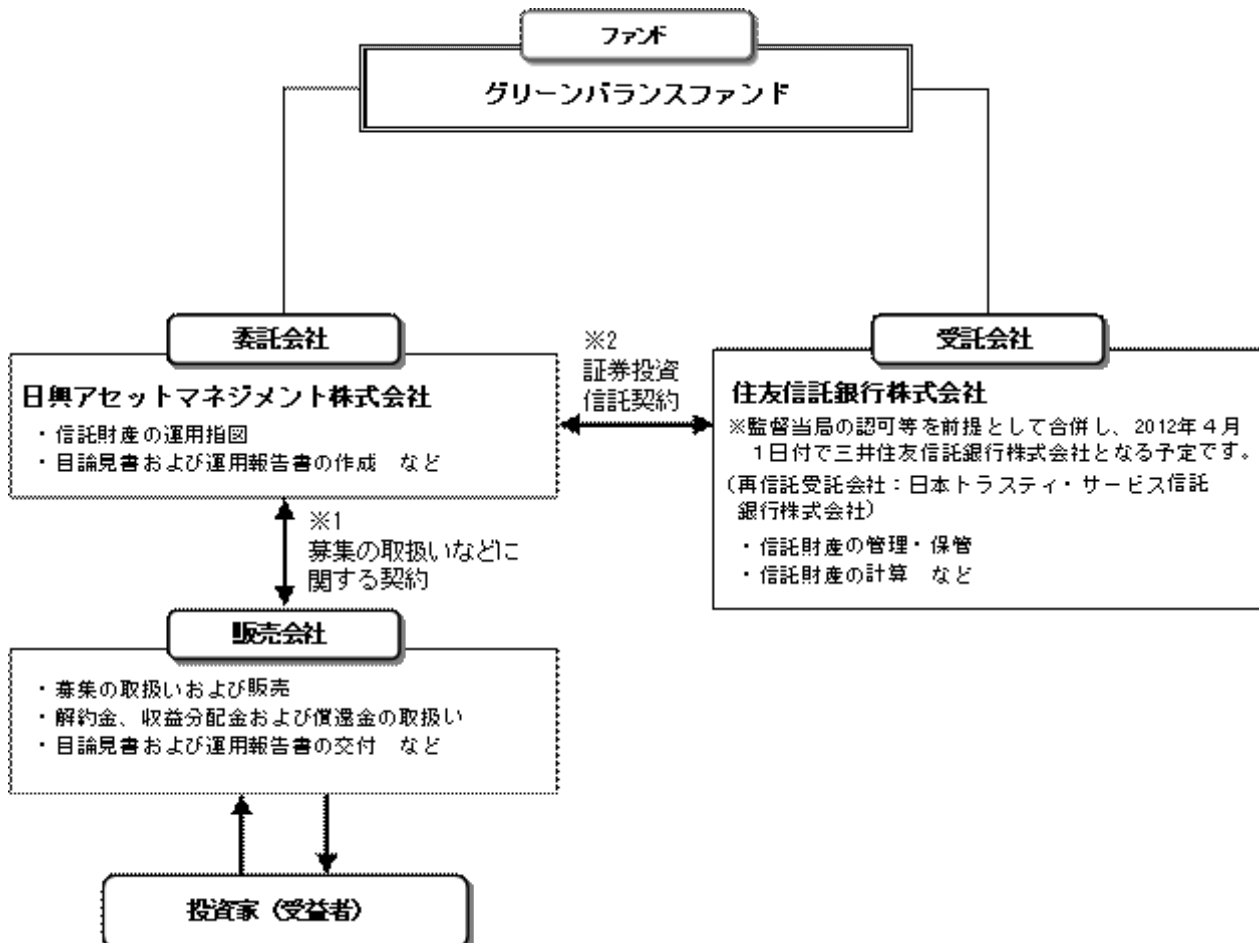 ファンド
グリーンバランスファンド
委託会社
日興アセットマネジメント株式会社
・信託財産の運用指図
・目論見書および運用報告書の作成　など
※2
証券投資
信託契約
受託会社
住友信託銀行株式会社
※監督当局の認可等を前提として合併し、2012年４月
１日付で三井住友信託銀行株式会社となる予定です。
（再信託受託会社：日本トラスティ・サービス信託
銀行株式会社）
・信託財産の管理・保管
・信託財産の計算　など
※1
募集の取扱いなどに
関する契約
販売会社
・募集の取扱いおよび販売
・解約金、収益分配金および償還金の取扱い
・目論見書および運用報告書の交付　など
投資家（受益者）